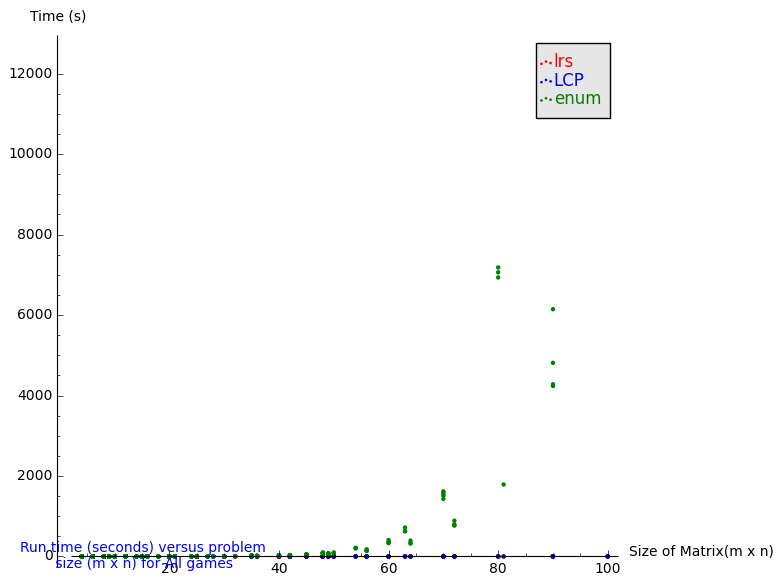 Time (s)
lrs
LCP
enum
12000
10000
8000
6000
4000
2000
0
Run time (seconds) versus problem
size (m x n) for All games
20
40
60
80
100
Size of Matrix(m x n)